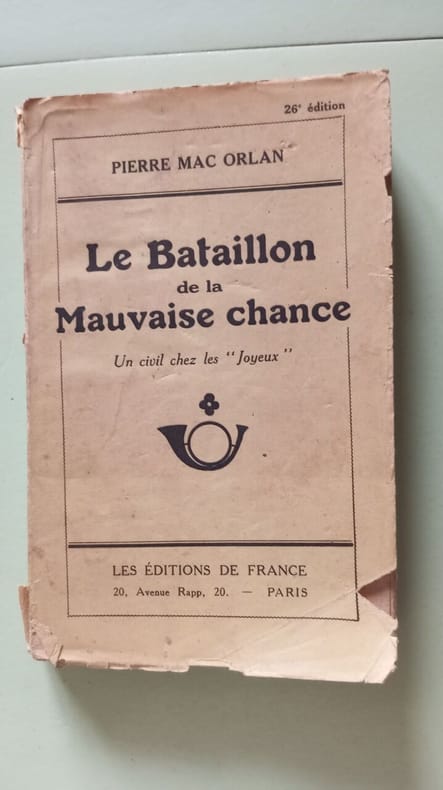 26e édition
PIERRE MAC ORLAN
Le Bataillon
de la
Mauvaise chance
Un civil chez les "Joyeux"
LES ÉDITIONS DE FRANCE
20, Avenue Rapp, 20. — PARIS